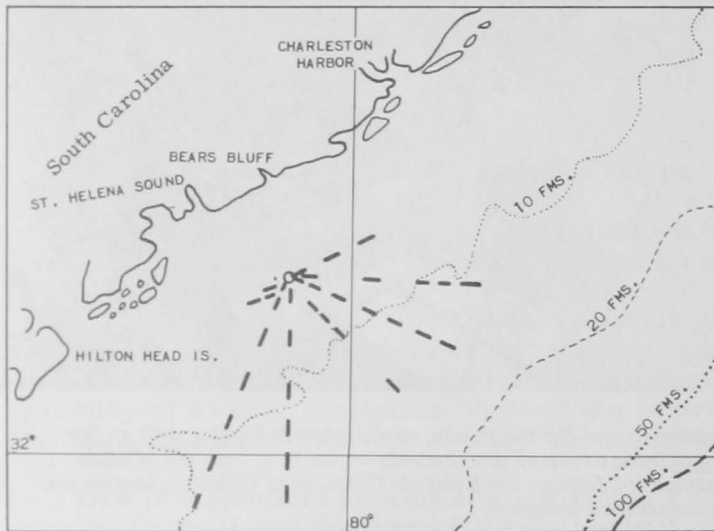 CHARLESTON
HARBOR
South Carolina
BEARS BLUFF
ST. HELENA SOUND
10 FMS.
20 FMS.
HILTON HEAD IS.
50 FMS.
32°
100 FMS.
80°